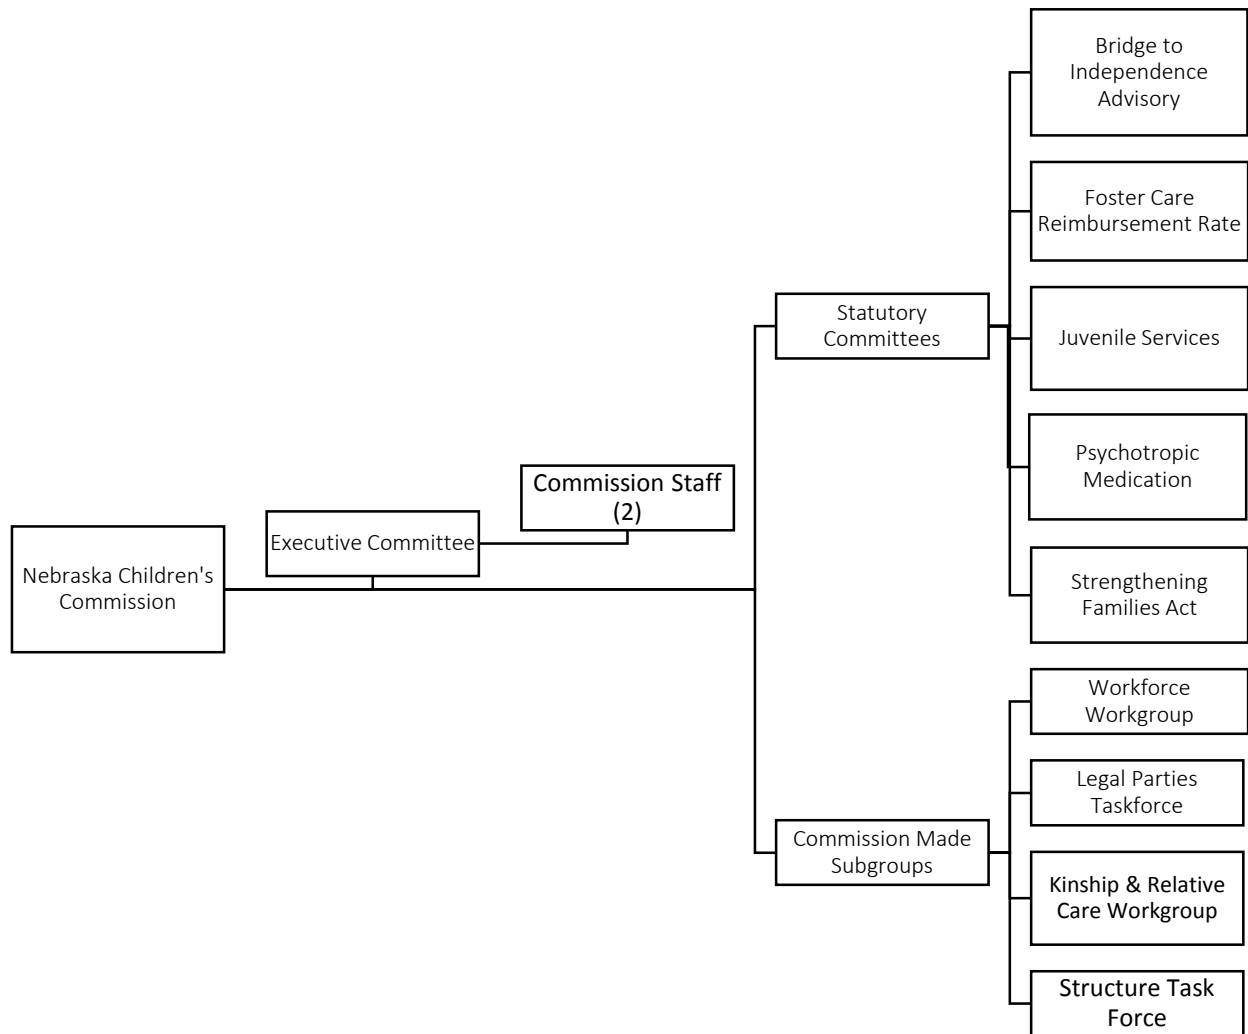 Nebraska Children's
Commission
Executive Committee
Commission Staff
(2)
Statutory
Committees
Bridge to
Independence
Advisory
Foster Care
Reimbursement Rate
Juvenile Services
Psychotropic
Medication
Strengthening
Families Act
Commission Made
Subgroups
Workforce
Workgroup
Legal Parties
Taskforce
Kinship & Relative
Care Workgroup
Structure Task
Force